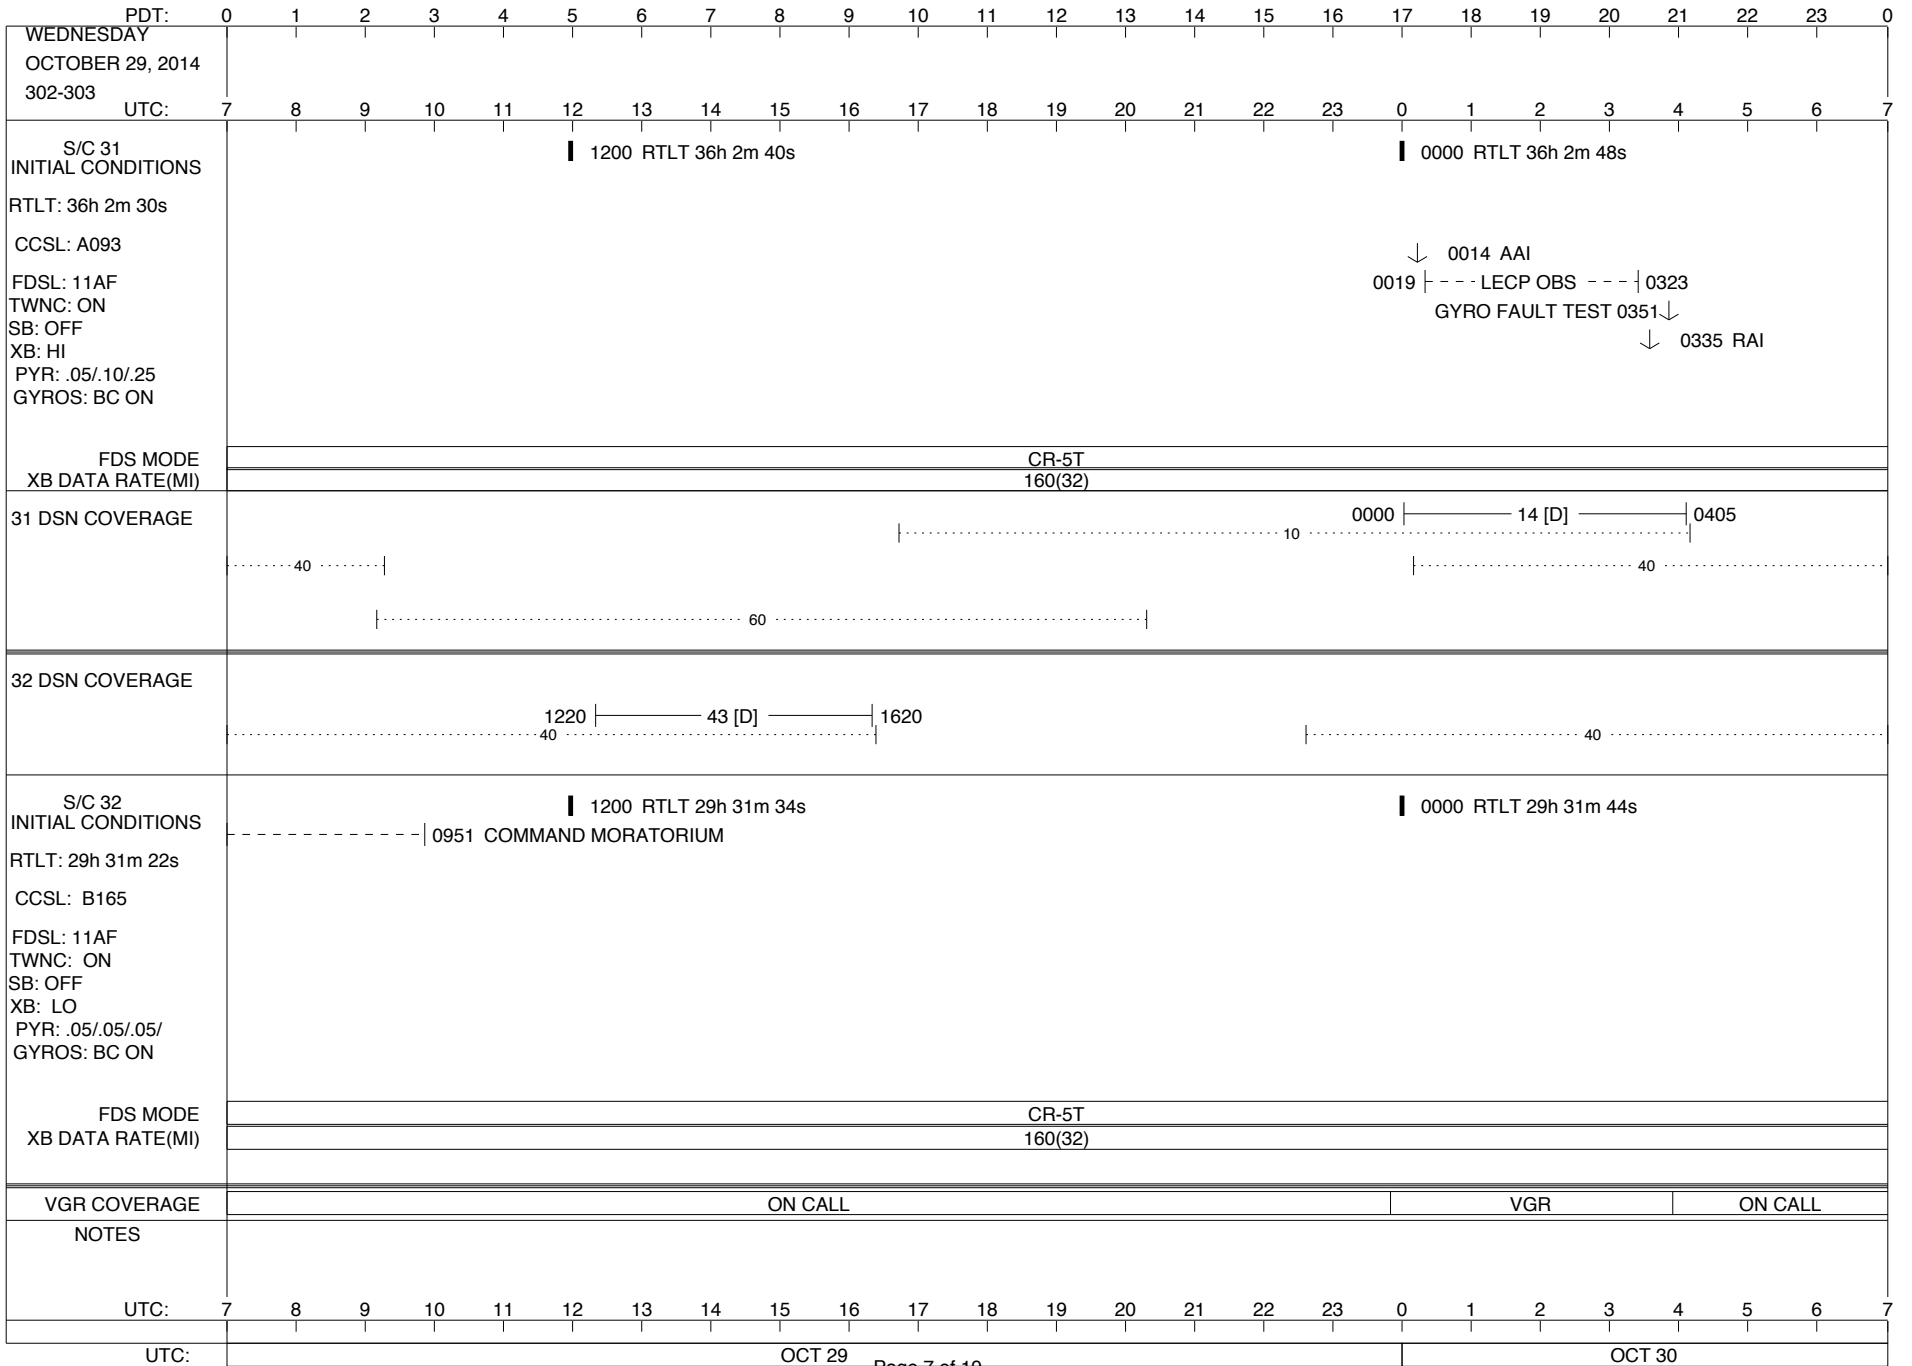 PDT: 0 1 2 3 4 5 6 7 8 9 10 11 12 13 14 15 16 17 18 19 20 21 22 23 0
WEDNESDAY
OCTOBER 29, 2014
302-303
UTC: 7 8 9 10 11 12 13 14 15 16 17 18 19 20 21 22 23 0 1 2 3 4 5 6 7
S/C 31
INITIAL CONDITIONS
1200 RTLT 36h 2m 40s
0000 RTLT 36h 2m 48s
RTLT: 36h 2m 30s
CCSL: A093
0014 AAI
FDSL: 11AF
0019 LECP OBS 0323
TWNC: ON
GYRO FAULT TEST 0351
SB: OFF
0335 RAI
XB: HI
PYR: .05/.10/.25
GYROS: BC ON
FDS MODE CR-5T
XB DATA RATE(MI) 160(32)
31 DSN COVERAGE
0000 14 [D] 0405
10
40 40
60
32 DSN COVERAGE
1220 43 [D] 1620
40 40
S/C 32
INITIAL CONDITIONS
1200 RTLT 29h 31m 34s
0000 RTLT 29h 31m 44s
0951 COMMAND MORATORIUM
RTLT: 29h 31m 22s
CCSL: B165
FDSL: 11AF
TWNC: ON
SB: OFF
XB: LO
PYR: .05/.05/.05/
GYROS: BC ON
FDS MODE CR-5T
XB DATA RATE(MI) 160(32)
VGR COVERAGE ON CALL VGR ON CALL
NOTES
UTC: 7 8 9 10 11 12 13 14 15 16 17 18 19 20 21 22 23 0 1 2 3 4 5 6 7
UTC: OCT 29 OCT 30
Page 7 of 19